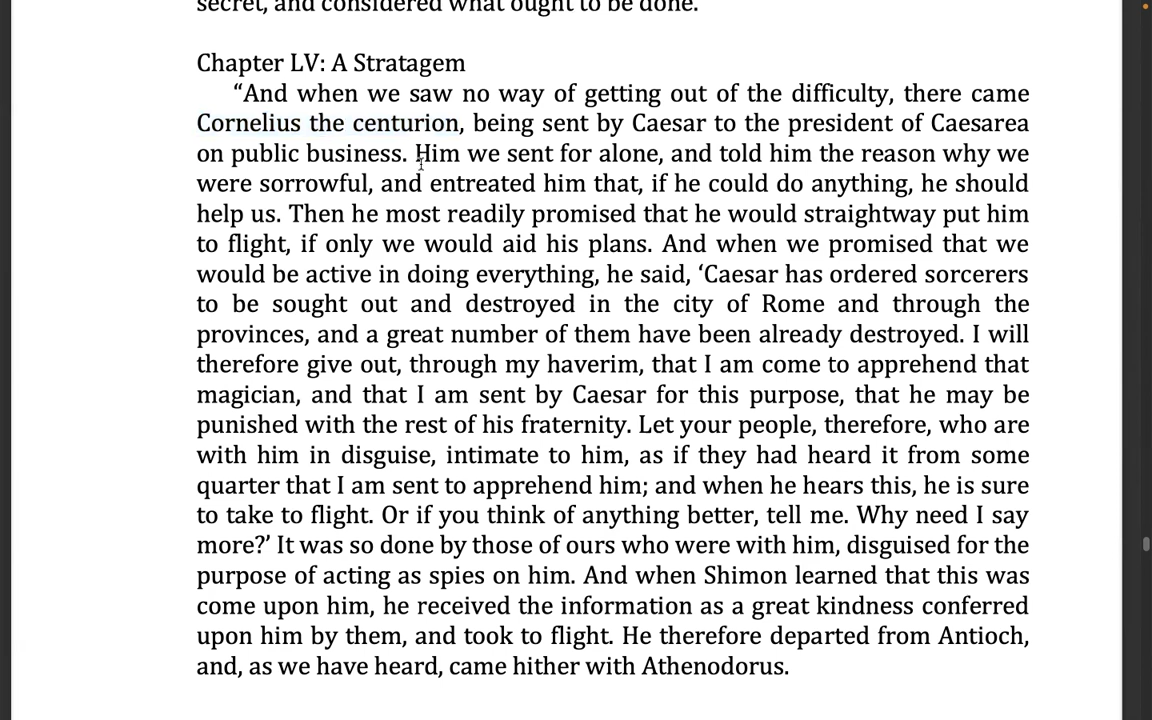 secret, and considered what ought to be done.
Chapter LV: A Stratagem
“And when we saw no way of getting out of the difficulty, there came
Cornelius the centurion, being sent by Caesar to the president of Caesarea
on public business. Him we sent for alone, and told him the reason why we
were sorrowful, and entreated him that, if he could do anything, he should
help us. Then he most readily promised that he would straightway put him
to flight, if only we would aid his plans. And when we promised that we
would be active in doing everything, he said, ‘Caesar has ordered sorcerers
to be sought out and destroyed in the city of Rome and through the
provinces, and a great number of them have been already destroyed. I will
therefore give out, through my haverim, that I am come to apprehend that
magician, and that I am sent by Caesar for this purpose, that he may be
punished with the rest of his fraternity. Let your people, therefore, who are
with him in disguise, intimate to him, as if they had heard it from some
quarter that I am sent to apprehend him; and when he hears this, he is sure
to take to flight. Or if you think of anything better, tell me. Why need I say
more?’ It was so done by those of ours who were with him, disguised for the
purpose of acting as spies on him. And when Shimon learned that this was
come upon him, he received the information as a great kindness conferred
upon him by them, and took to flight. He therefore departed from Antioch,
and, as we have heard, came hither with Athenodorus.